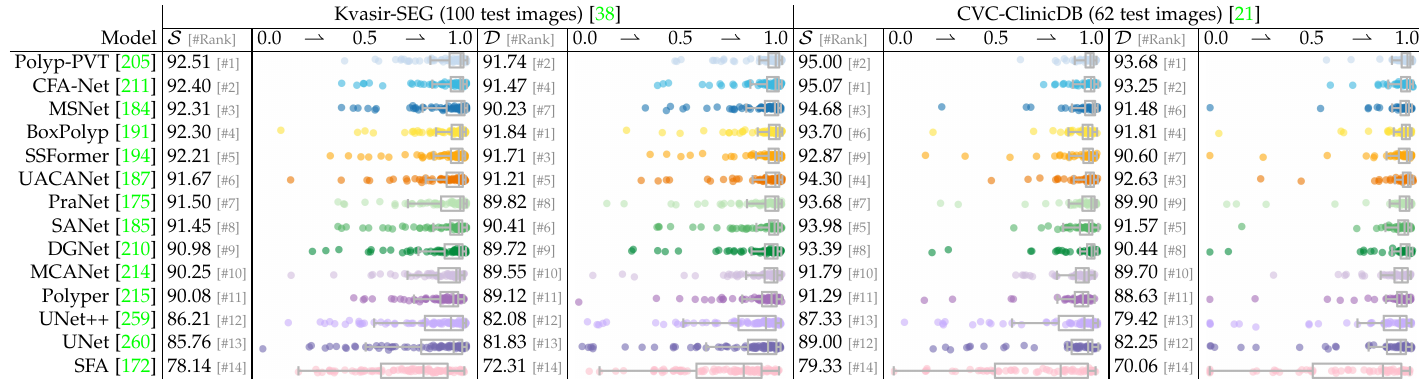 Kvasir-SEG (100 test images) [38] CVC-ClinicDB (62 test images) [21]
Model S [#Rank] 0.0 ⇀ 0.5 ⇀ 1.0 D [#Rank] 0.0 ⇀ 0.5 ⇀ 1.0 S [#Rank] 0.0 ⇀ 0.5 ⇀ 1.0 D [#Rank] 0.0 ⇀ 0.5 ⇀ 1.0
Polyp-PVT [205] 92.51 [#1] 91.74 [#2] 95.00 [#2] 93.68 [#1]
CFA-Net [211] 92.40 [#2] 91.47 [#4] 95.07 [#1] 93.25 [#2]
MSNet [184] 92.31 [#3] 90.23 [#7] 94.68 [#3] 91.48 [#6]
BoxPolyp [191] 92.30 [#4] 91.84 [#1] 93.70 [#6] 91.81 [#4]
SSFormer [194] 92.21 [#5] 91.71 [#3] 92.87 [#9] 90.60 [#7]
UACANet [187] 91.67 [#6] 91.21 [#5] 94.30 [#4] 92.63 [#3]
PraNet [175] 91.50 [#7] 89.82 [#8] 93.68 [#7] 89.90 [#9]
SANet [185] 91.45 [#8] 90.41 [#6] 93.98 [#5] 91.57 [#5]
DGNet [210] 90.98 [#9] 89.72 [#9] 93.39 [#8] 90.44 [#8]
MCANet [214] 90.25 [#10] 89.55 [#10] 91.79 [#10] 89.70 [#10]
Polyper [215] 90.08 [#11] 89.12 [#11] 91.29 [#11] 88.63 [#11]
UNet++ [259] 86.21 [#12] 82.08 [#12] 87.33 [#13] 79.42 [#13]
UNet [260] 85.76 [#13] 81.83 [#13] 89.00 [#12] 82.25 [#12]
SFA [172] 78.14 [#14] 72.31 [#14] 79.33 [#14] 70.06 [#14]